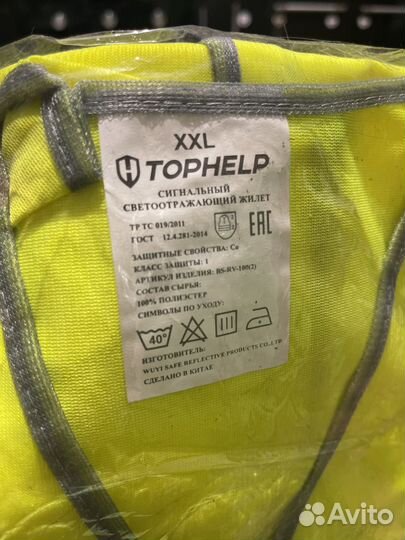 XXL
TOPHELP
СИГНАЛЬНЫЙ
СВЕТООТРАЖАЮЩИЙ ЖИЛЕТ
ТР ТС 019/2011
ГОСТ 12.4.281-2014
EAC
ЗАЩИТНЫЕ СВОЙСТВА: Со
КЛАСС ЗАЩИТЫ: 1
АРТИКУЛ ИЗДЕЛИЯ: BS-RV-100(2)
СОСТАВ СЫРЬЯ:
100% ПОЛИЭСТЕР
СИМВОЛЫ ПО УХОДУ:
40°
ИЗГОТОВИТЕЛЬ:
WUYI SAFE REFLECTIVE PRODUCTS CO., LTD
СДЕЛАНО В КИТАЕ
Avito